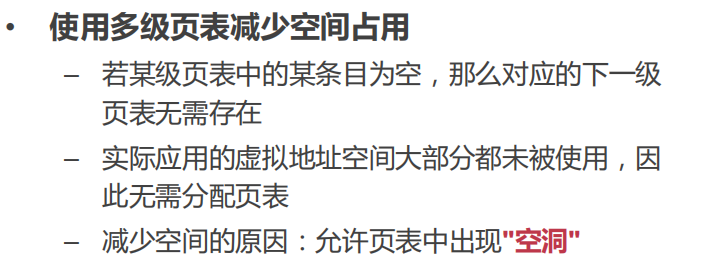 • 使用多级页表减少空间占用
– 若某级页表中的某条目为空，那么对应的下一级
页表无需存在
– 实际应用的虚拟地址空间大部分都未被使用，因
此无需分配页表
– 减少空间的原因：允许页表中出现"空洞"